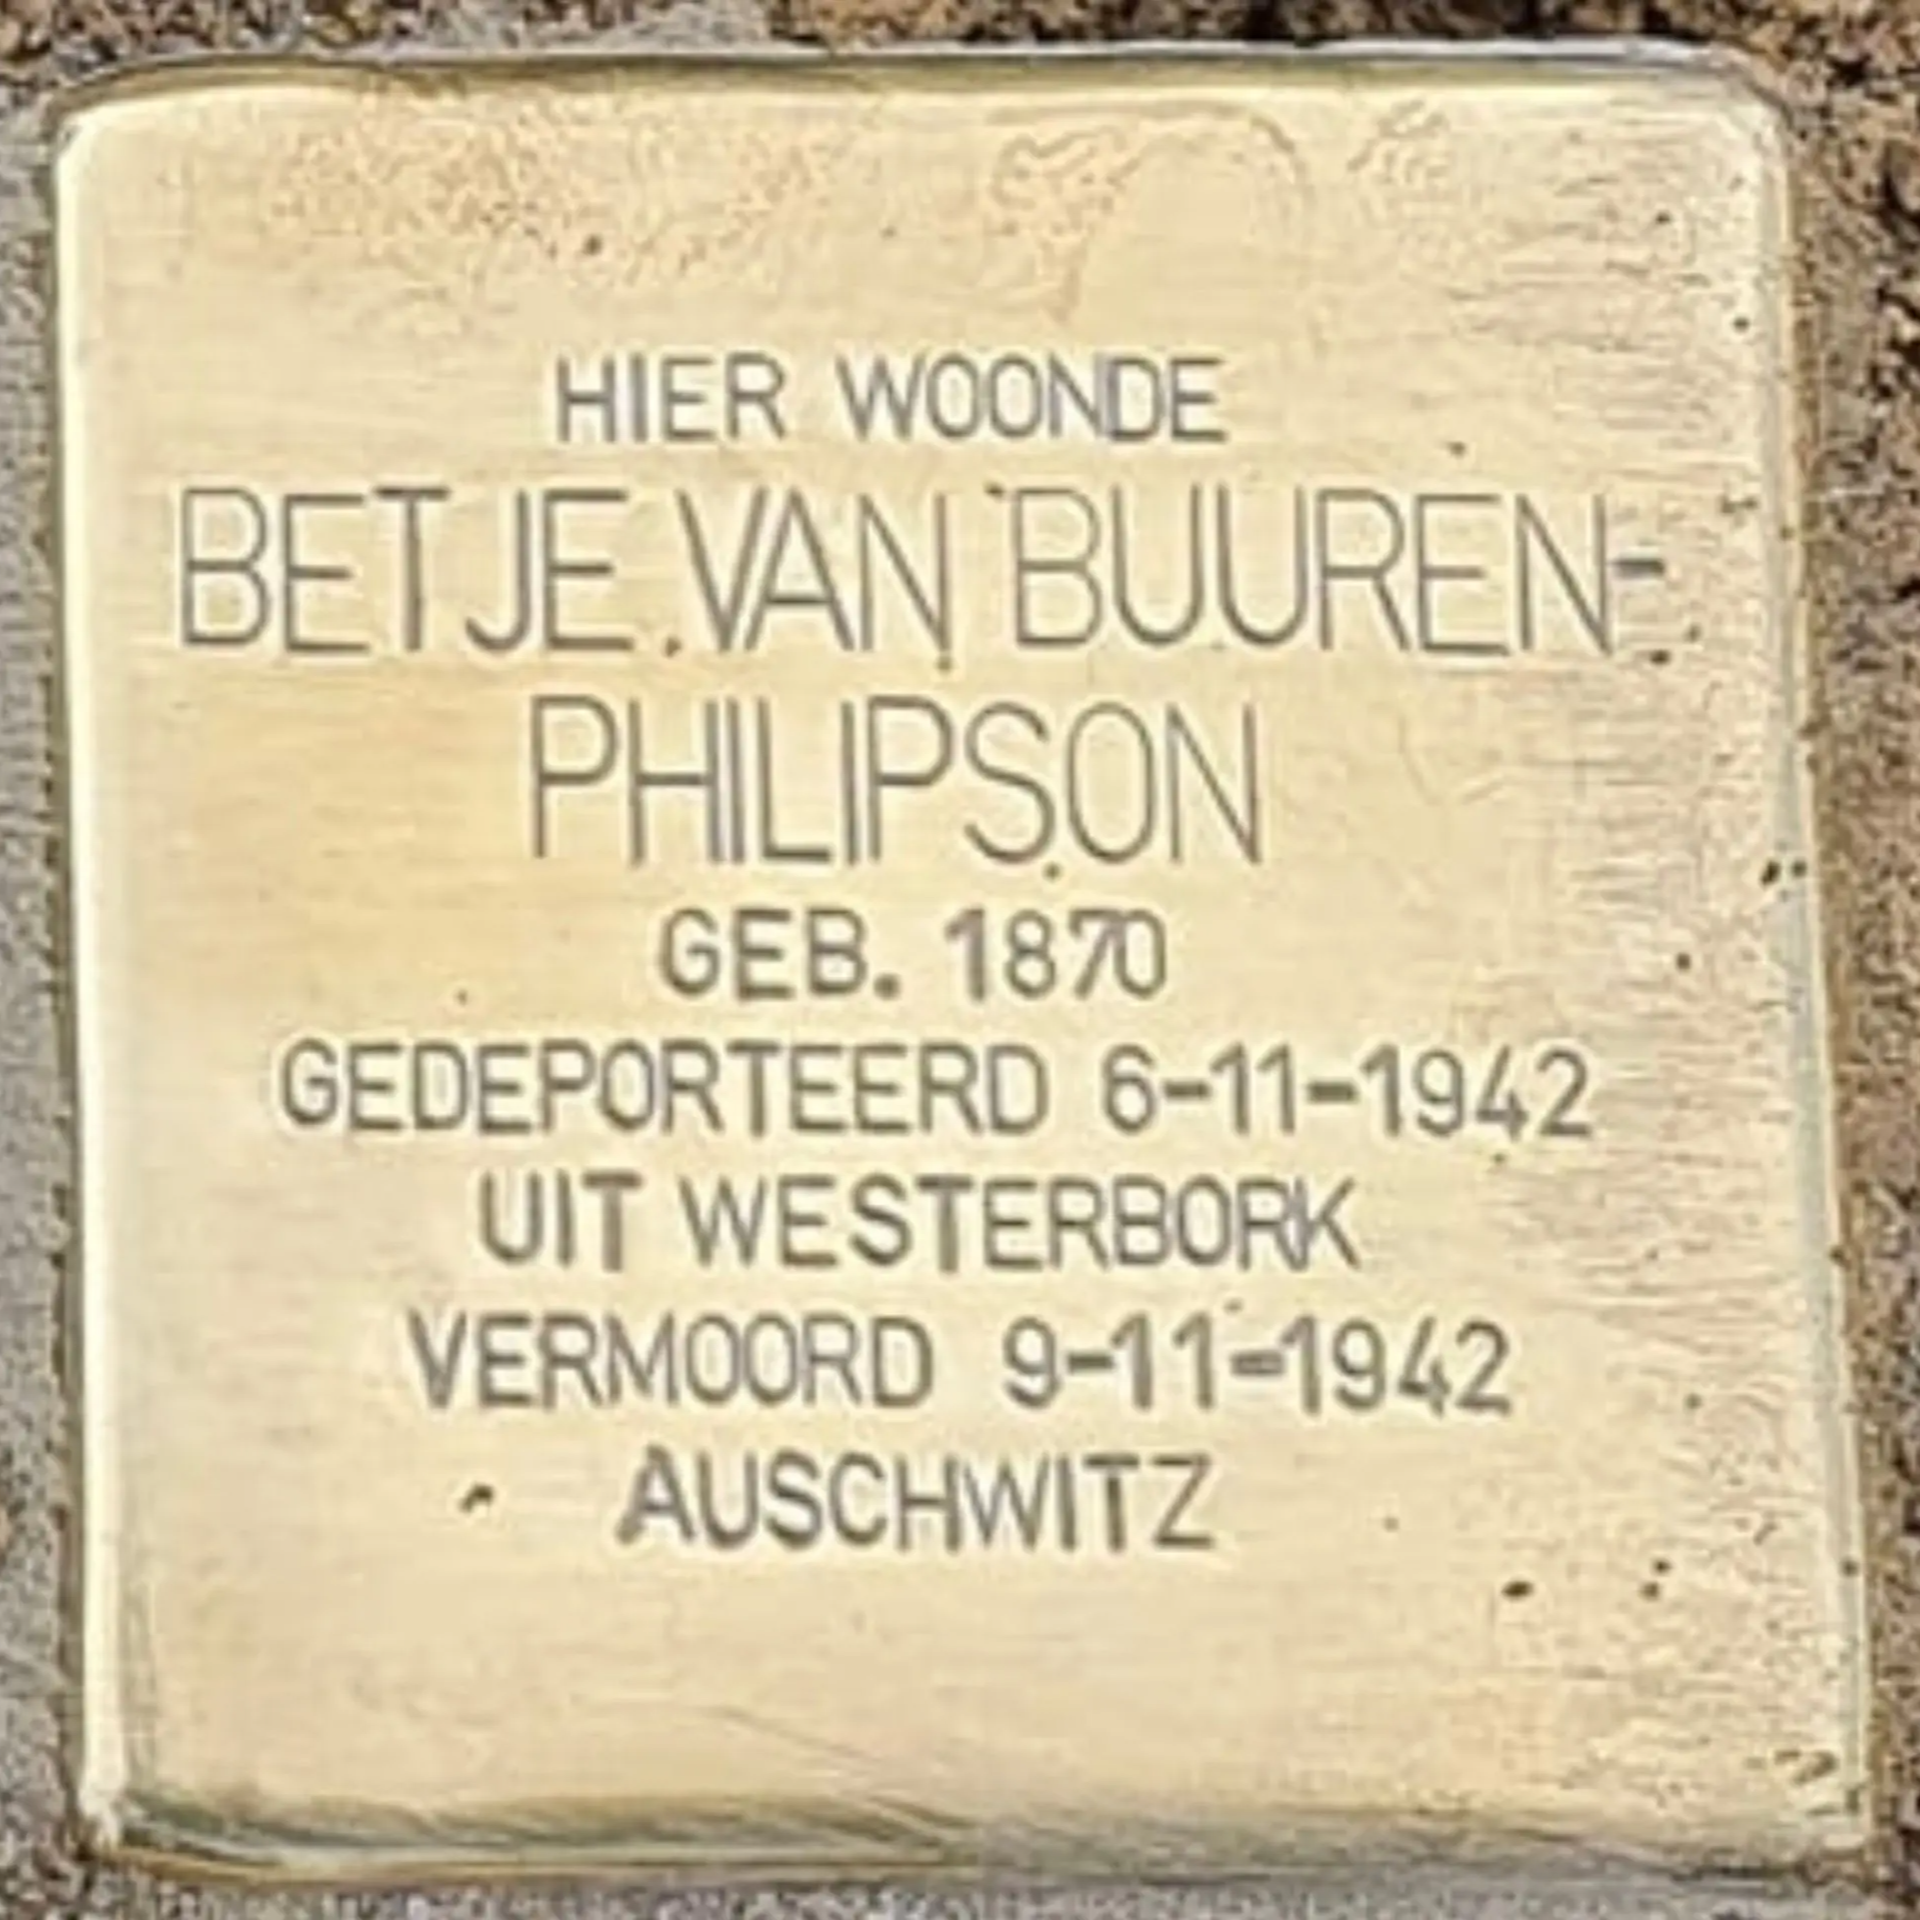 HIER WOONDE
BETJE VAN BUUREN-
PHILIPSON
GEB. 1870
GEDEPORTEERD 6-11-1942
UIT WESTERBORK
VERMOORD 9-11-1942
AUSCHWITZ